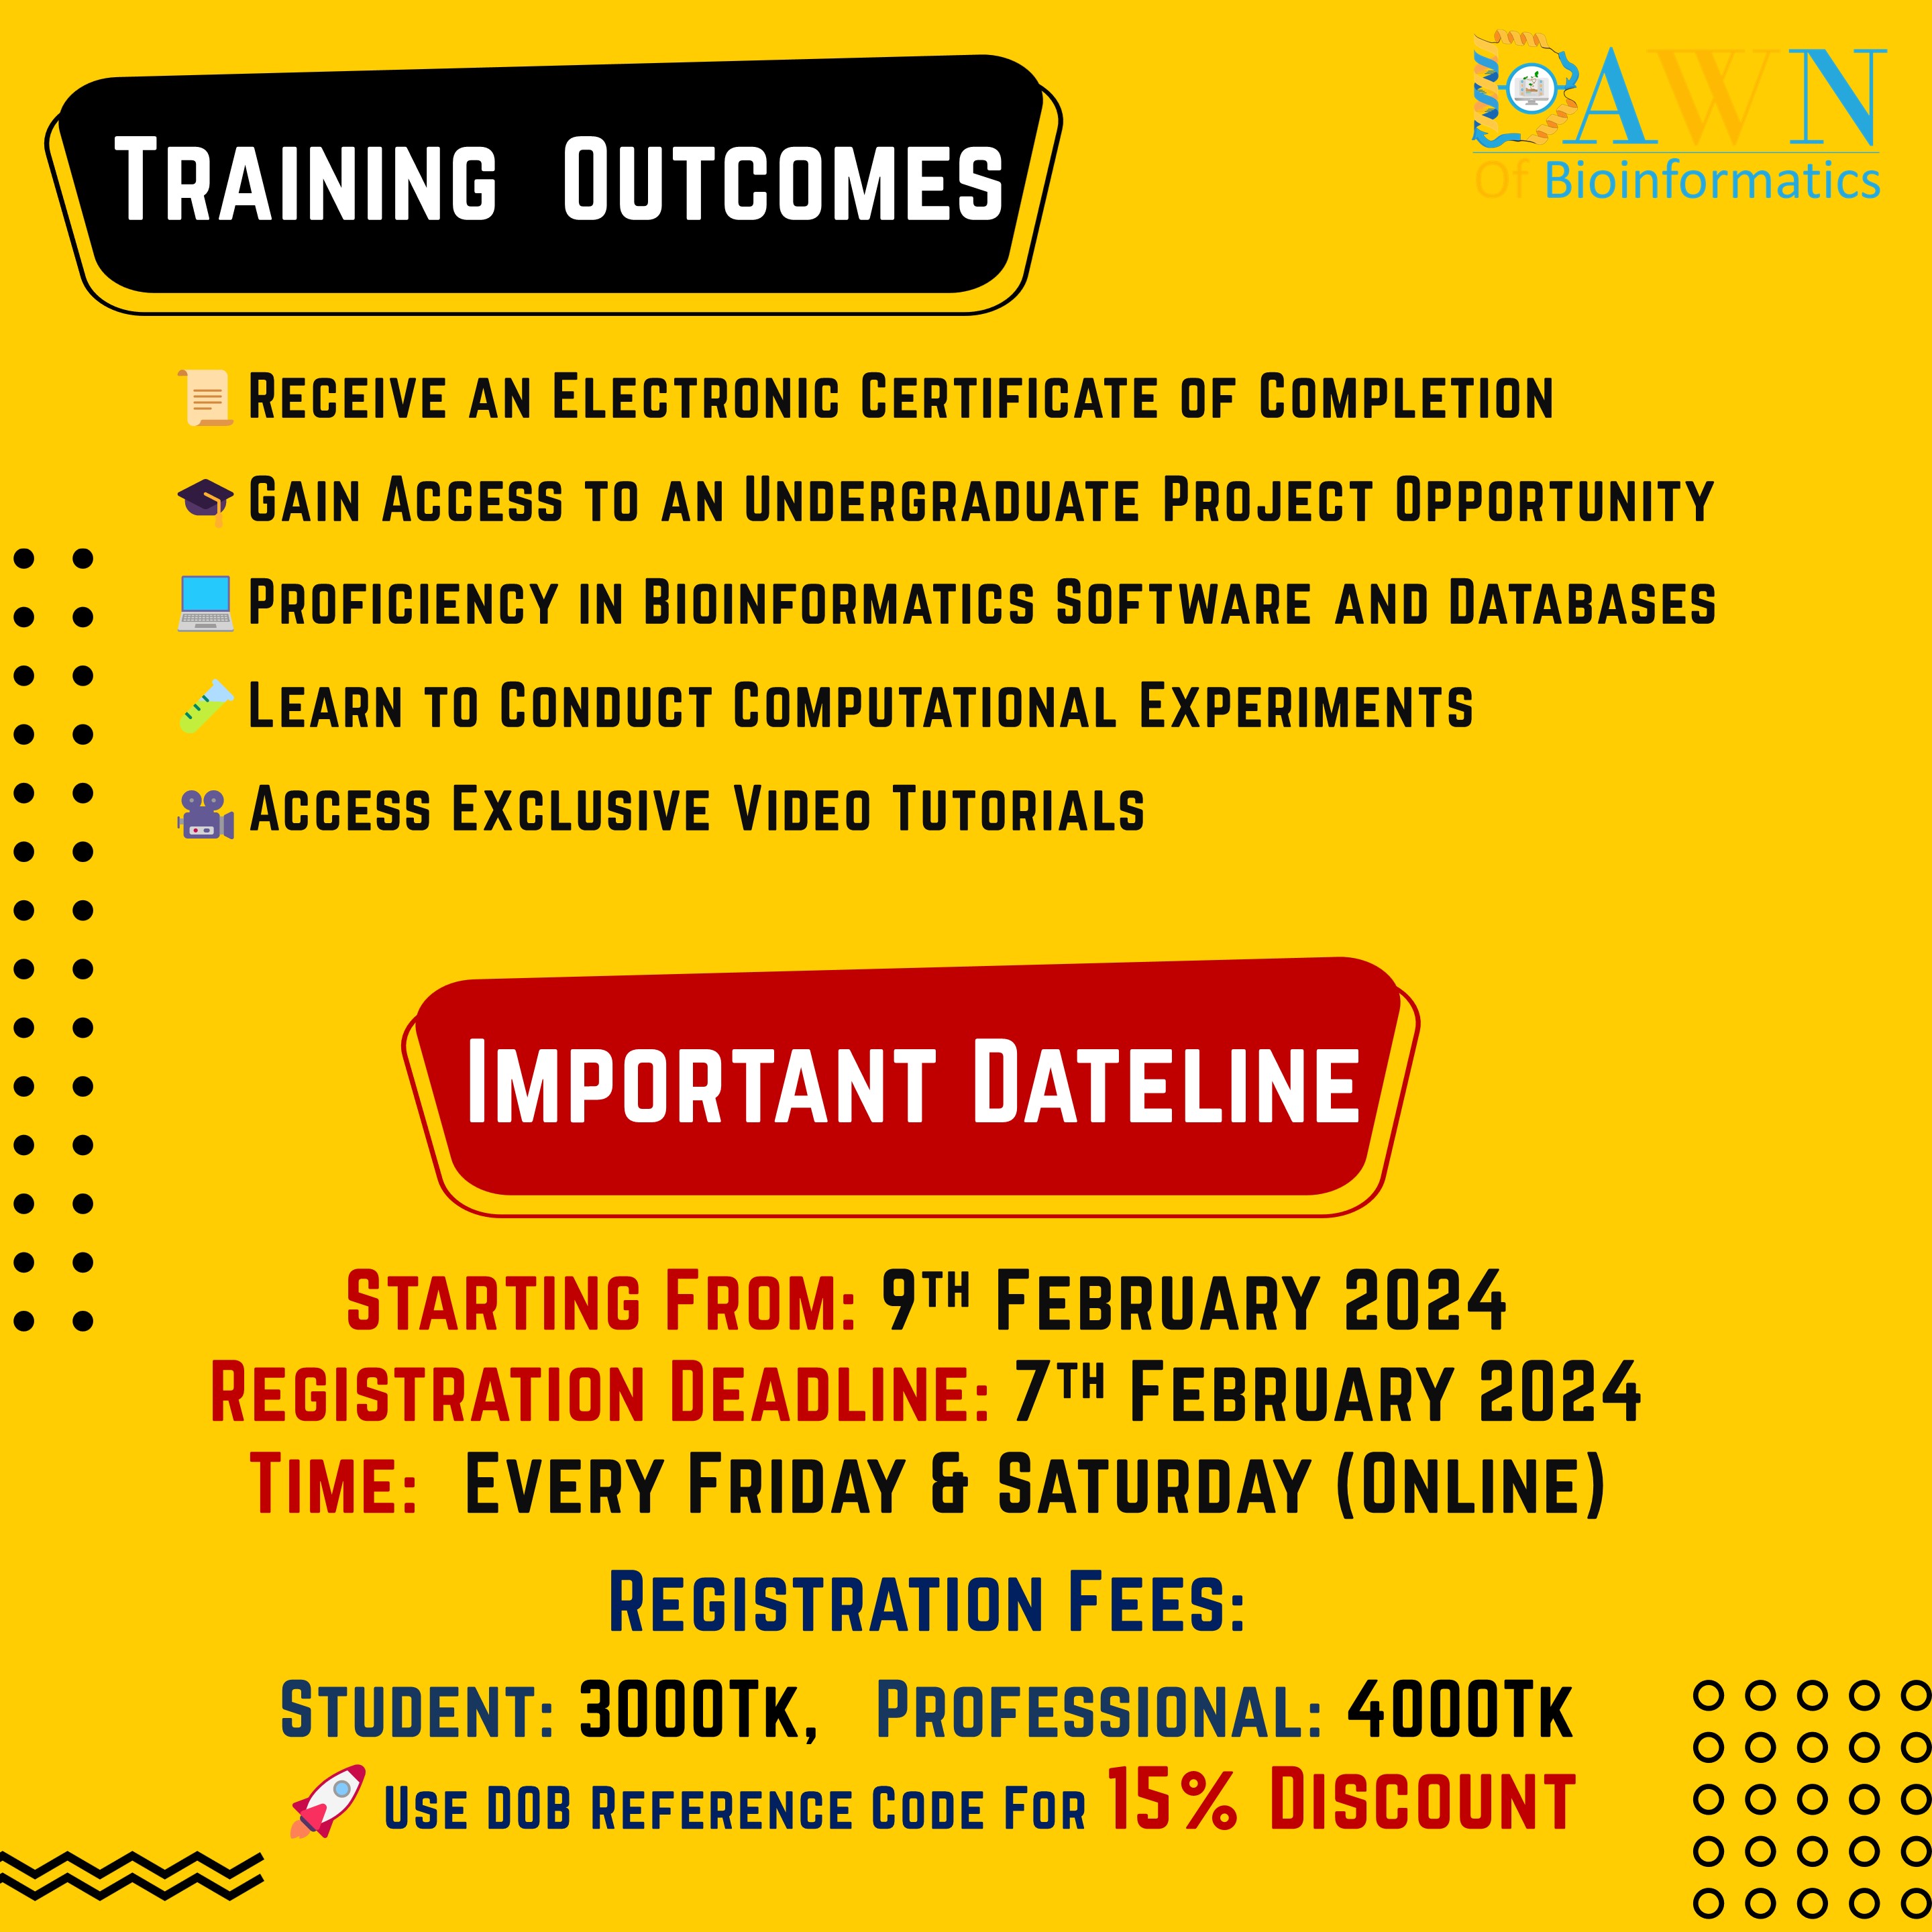 Training Outcomes
DAWN
Of Bioinformatics
Receive an Electronic Certificate of Completion
Gain Access to an Undergraduate Project Opportunity
Proficiency in Bioinformatics Software and Databases
Learn to Conduct Computational Experiments
Access Exclusive Video Tutorials
Important Dateline
Starting From: 9th February 2024
Registration Deadline: 7th February 2024
Time: Every Friday & Saturday (Online)
Registration Fees:
Student: 3000Tk, Professional: 4000Tk
Use DOB Reference Code For 15% Discount